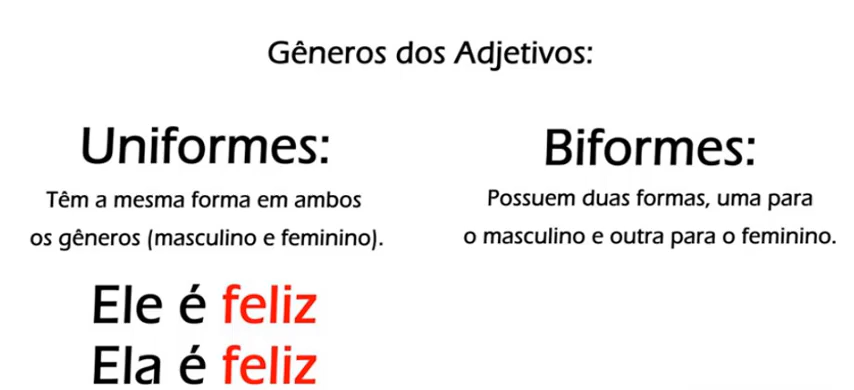 Gêneros dos Adjetivos:
Uniformes:
Têm a mesma forma em ambos
os gêneros (masculino e feminino).
Ele é feliz
Ela é feliz
Biformes:
Possuem duas formas, uma para
o masculino e outra para o feminino.